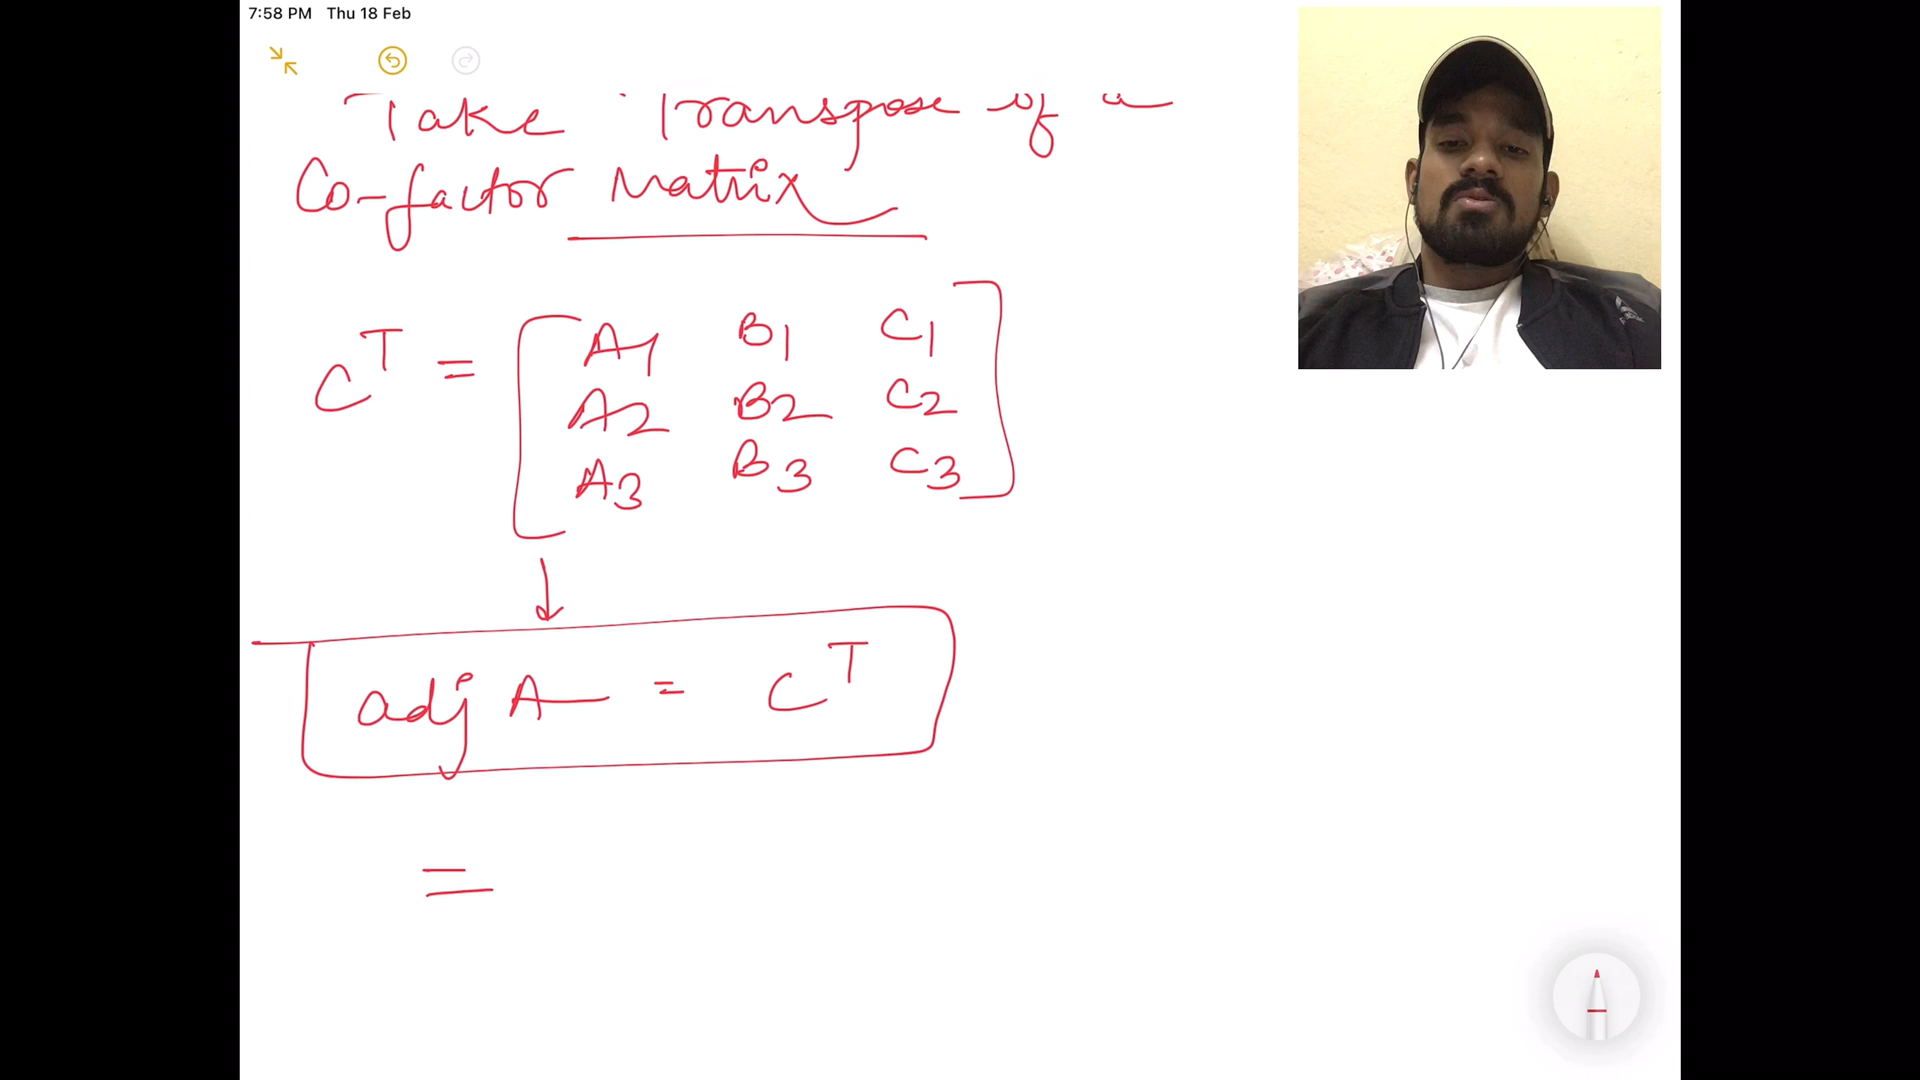 7:58 PM Thu 18 Feb
Take Transpose of a
Co-factor Matrix
C^T = [ A1 B1 C1
A2 B2 C2
A3 B3 C3 ]
↓
adj A = C^T
=